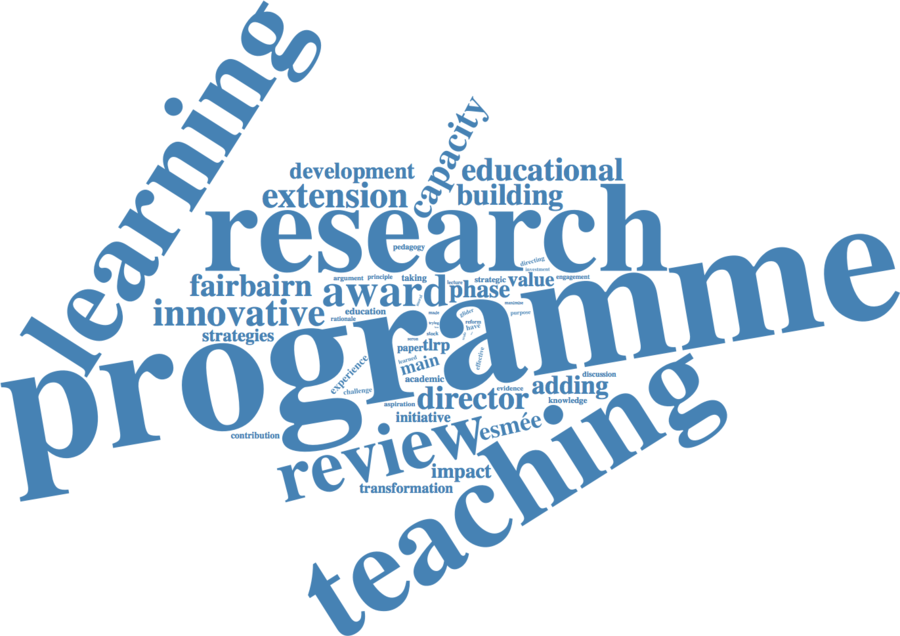 learning
capacity
development
educational
extension
building
research
pedagogy
directing
investment
argument
principle
taking
before
strategic
value
engagement
fairbairn
award
phase
innovative
education
rationale
purpose
strategies
have
paper
tlrp
learned
main
effective
programme
experience
challenge
academic
discussion
evidence
adding
knowledge
aspiration
director
initiative
contribution
review
esmée
impact
transformation
teaching